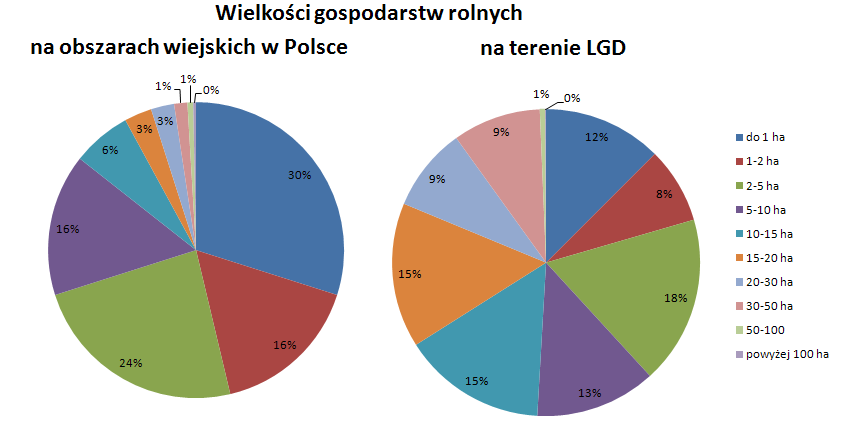 Wielkości gospodarstw rolnych
na obszarach wiejskich w Polsce
na terenie LGD
1%
1%
0%
3%
3%
6%
30%
16%
24%
16%
1%
0%
9%
12%
9%
8%
15%
18%
15%
13%
do 1 ha
1-2 ha
2-5 ha
5-10 ha
10-15 ha
15-20 ha
20-30 ha
30-50 ha
50-100
powyżej 100 ha